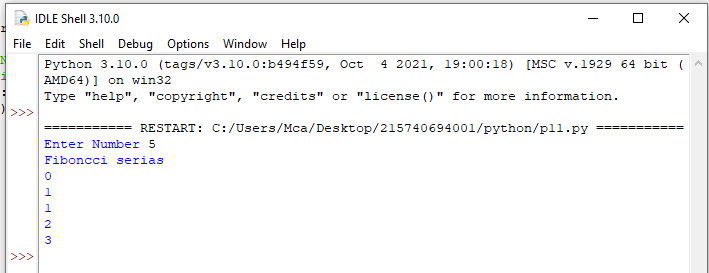 IDLE Shell 3.10.0
File Edit Shell Debug Options Window Help
Python 3.10.0 (tags/v3.10.0:b494f59, Oct  4 2021, 19:00:18) [MSC v.1929 64 bit (
AMD64)] on win32
Type "help", "copyright", "credits" or "license()" for more information.
>>>
=========== RESTART: C:/Users/Mca/Desktop/215740694001/python/p11.py ===========
Enter Number 5
Fiboncci serias
0
1
1
2
3
>>>